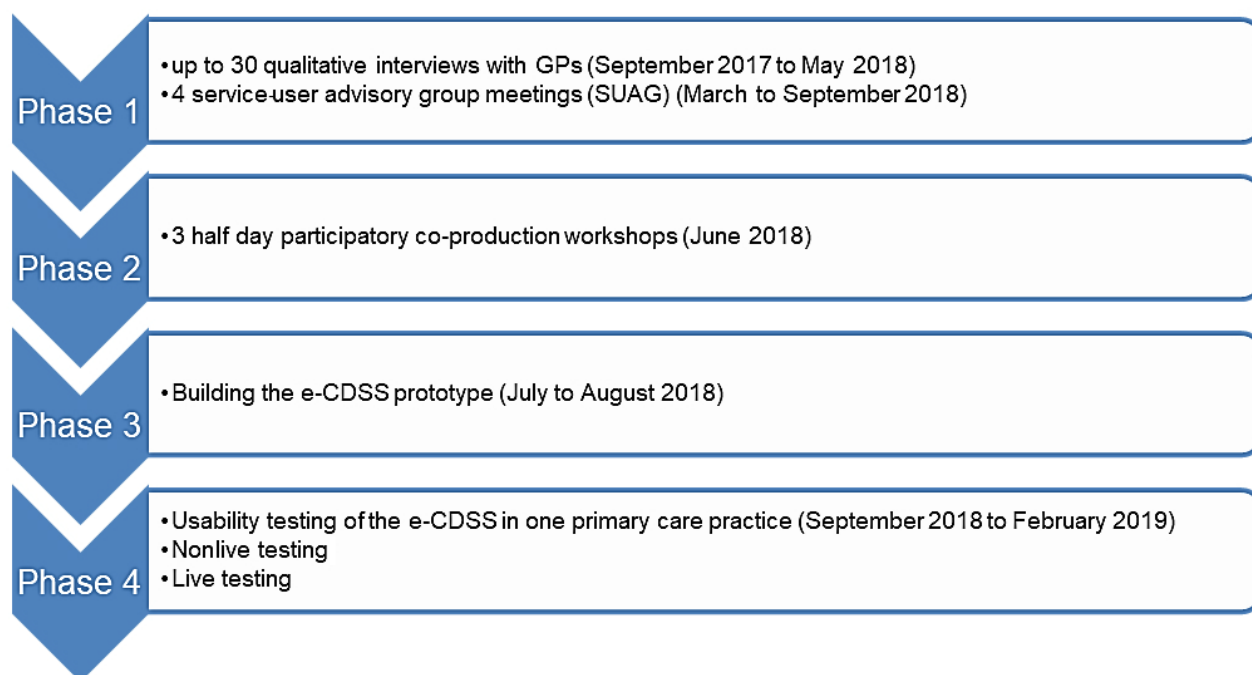 Phase 1
•up to 30 qualitative interviews with GPs (September 2017 to May 2018)
•4 service-user advisory group meetings (SUAG) (March to September 2018)
Phase 2
•3 half day participatory co-production workshops (June 2018)
Phase 3
•Building the e-CDSS prototype (July to August 2018)
Phase 4
•Usability testing of the e-CDSS in one primary care practice (September 2018 to February 2019)
•Nonlive testing
•Live testing